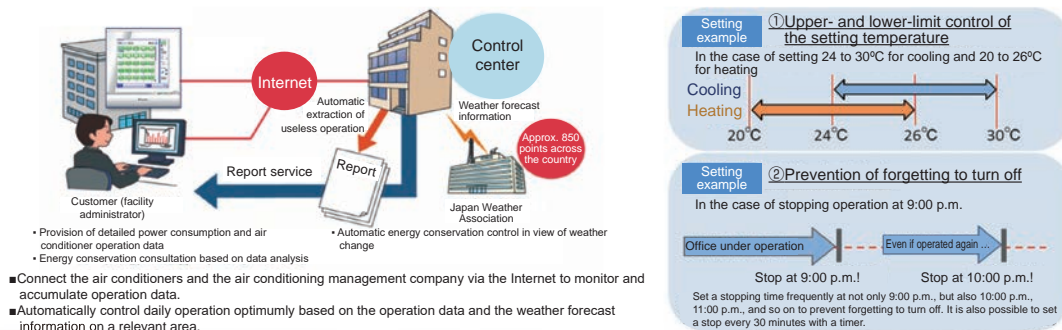 Control
center
Internet
Automatic
extraction of
useless operation
Weather forecast
information
Approx. 850
points across
the country
Report
Report service
Customer (facility
administrator)
Japan Weather
Association
• Provision of detailed power consumption and air
conditioner operation data
• Energy conservation consultation based on data analysis
• Automatic energy conservation control in view of weather
change
■Connect the air conditioners and the air conditioning management company via the Internet to monitor and
accumulate operation data.
■Automatically control daily operation optimumly based on the operation data and the weather forecast
information on a relevant area.
Setting
example
①Upper- and lower-limit control of
the setting temperature
In the case of setting 24 to 30ºC for cooling and 20 to 26ºC
for heating
Cooling
Heating
20℃ 24℃ 26℃ 30℃
Setting
example
②Prevention of forgetting to turn off
In the case of stopping operation at 9:00 p.m.
Office under operation
Even if operated again ...
Stop at 9:00 p.m.! Stop at 10:00 p.m.!
Set a stopping time frequently at not only 9:00 p.m., but also 10:00 p.m.,
11:00 p.m., and so on to prevent forgetting to turn off. It is also possible to set
a stop every 30 minutes with a timer.